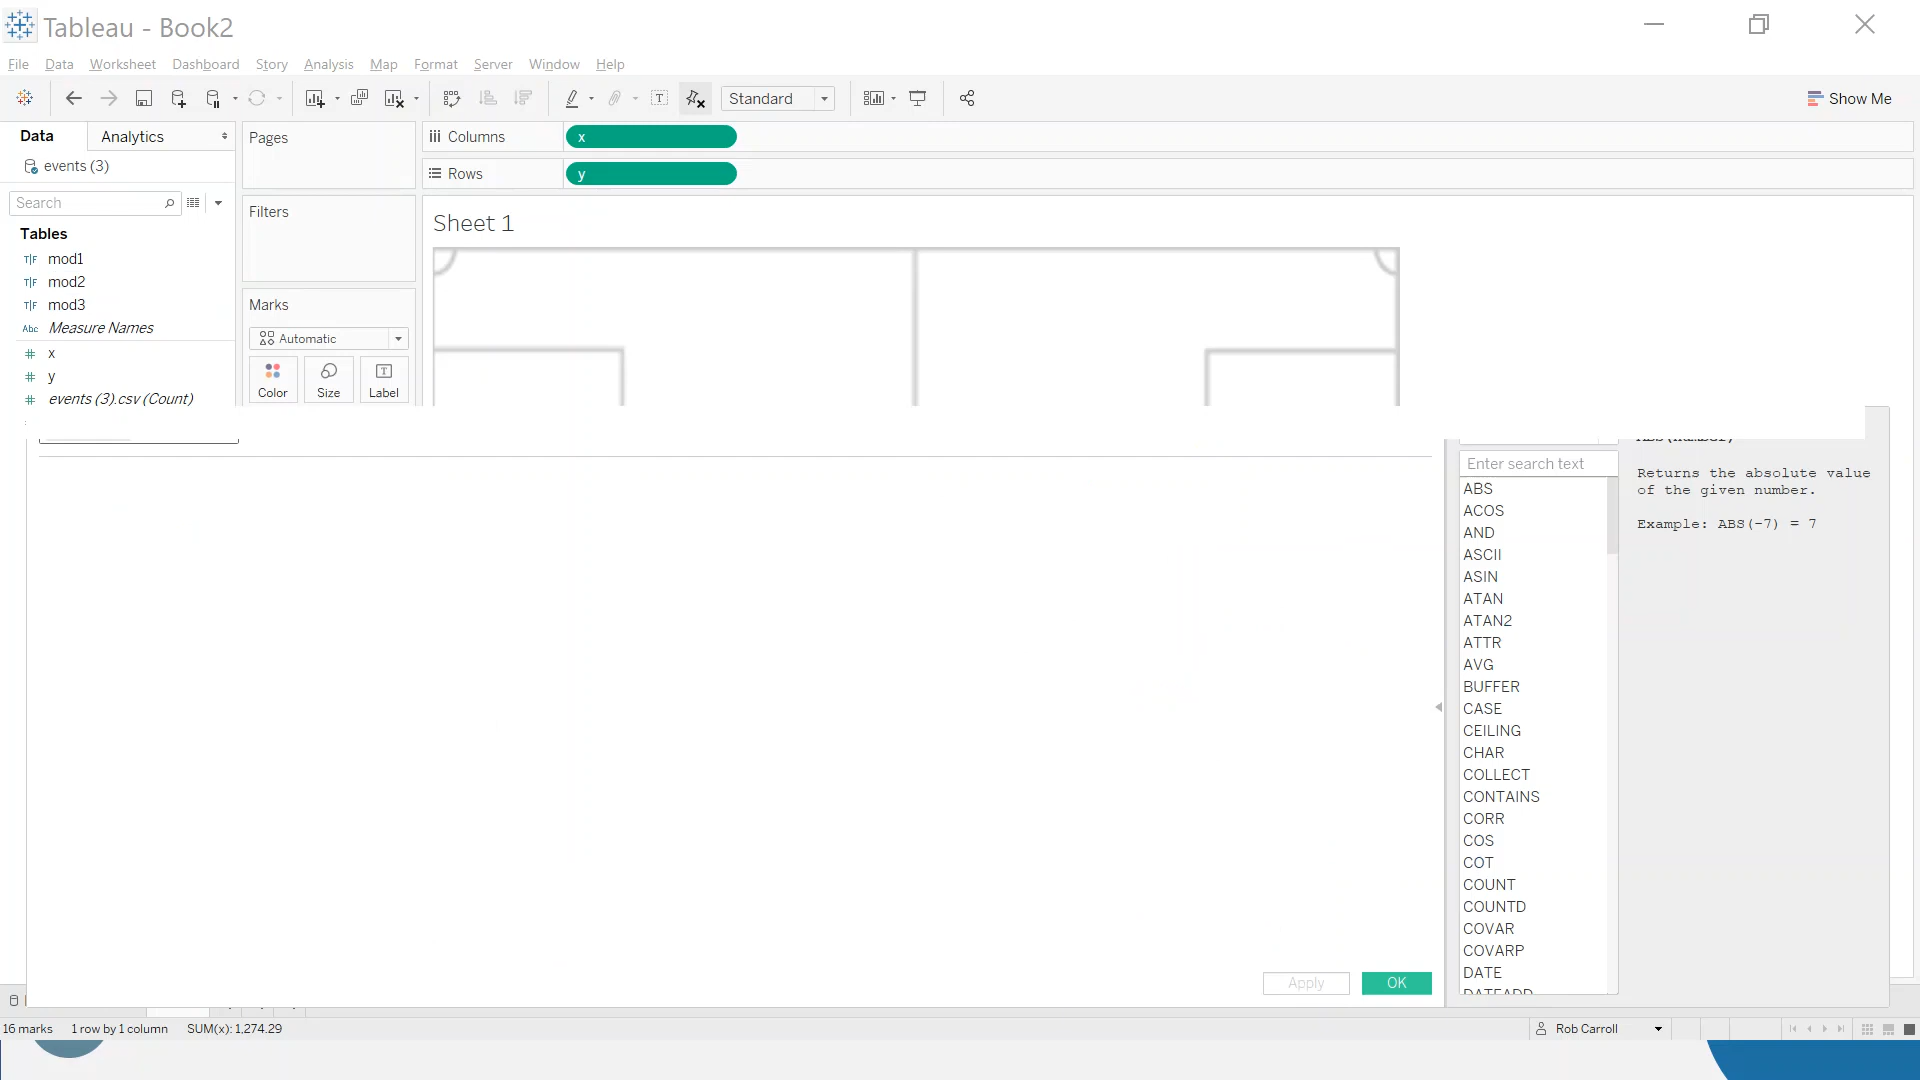 Tableau - Book2
File Data Worksheet Dashboard Story Analysis Map Format Server Window Help
Standard
Show Me
Data Analytics
Pages
Columns
x
events (3)
Rows
y
Search
Filters
Sheet 1
Tables
mod1
mod2
mod3
Abc Measure Names
Marks
Automatic
Color
Size
Label
x
y
events (3).csv (Count)
Enter search text
ABS
ACOS
AND
ASCII
ASIN
ATAN
ATAN2
ATTR
AVG
BUFFER
CASE
CEILING
CHAR
COLLECT
CONTAINS
CORR
COS
COT
COUNT
COUNTD
COVAR
COVARP
DATE
DATEADD
Returns the absolute value
of the given number.
Example: ABS(-7) = 7
Apply
OK
16 marks 1 row by 1 column SUM(x): 1,274.29
Rob Carroll